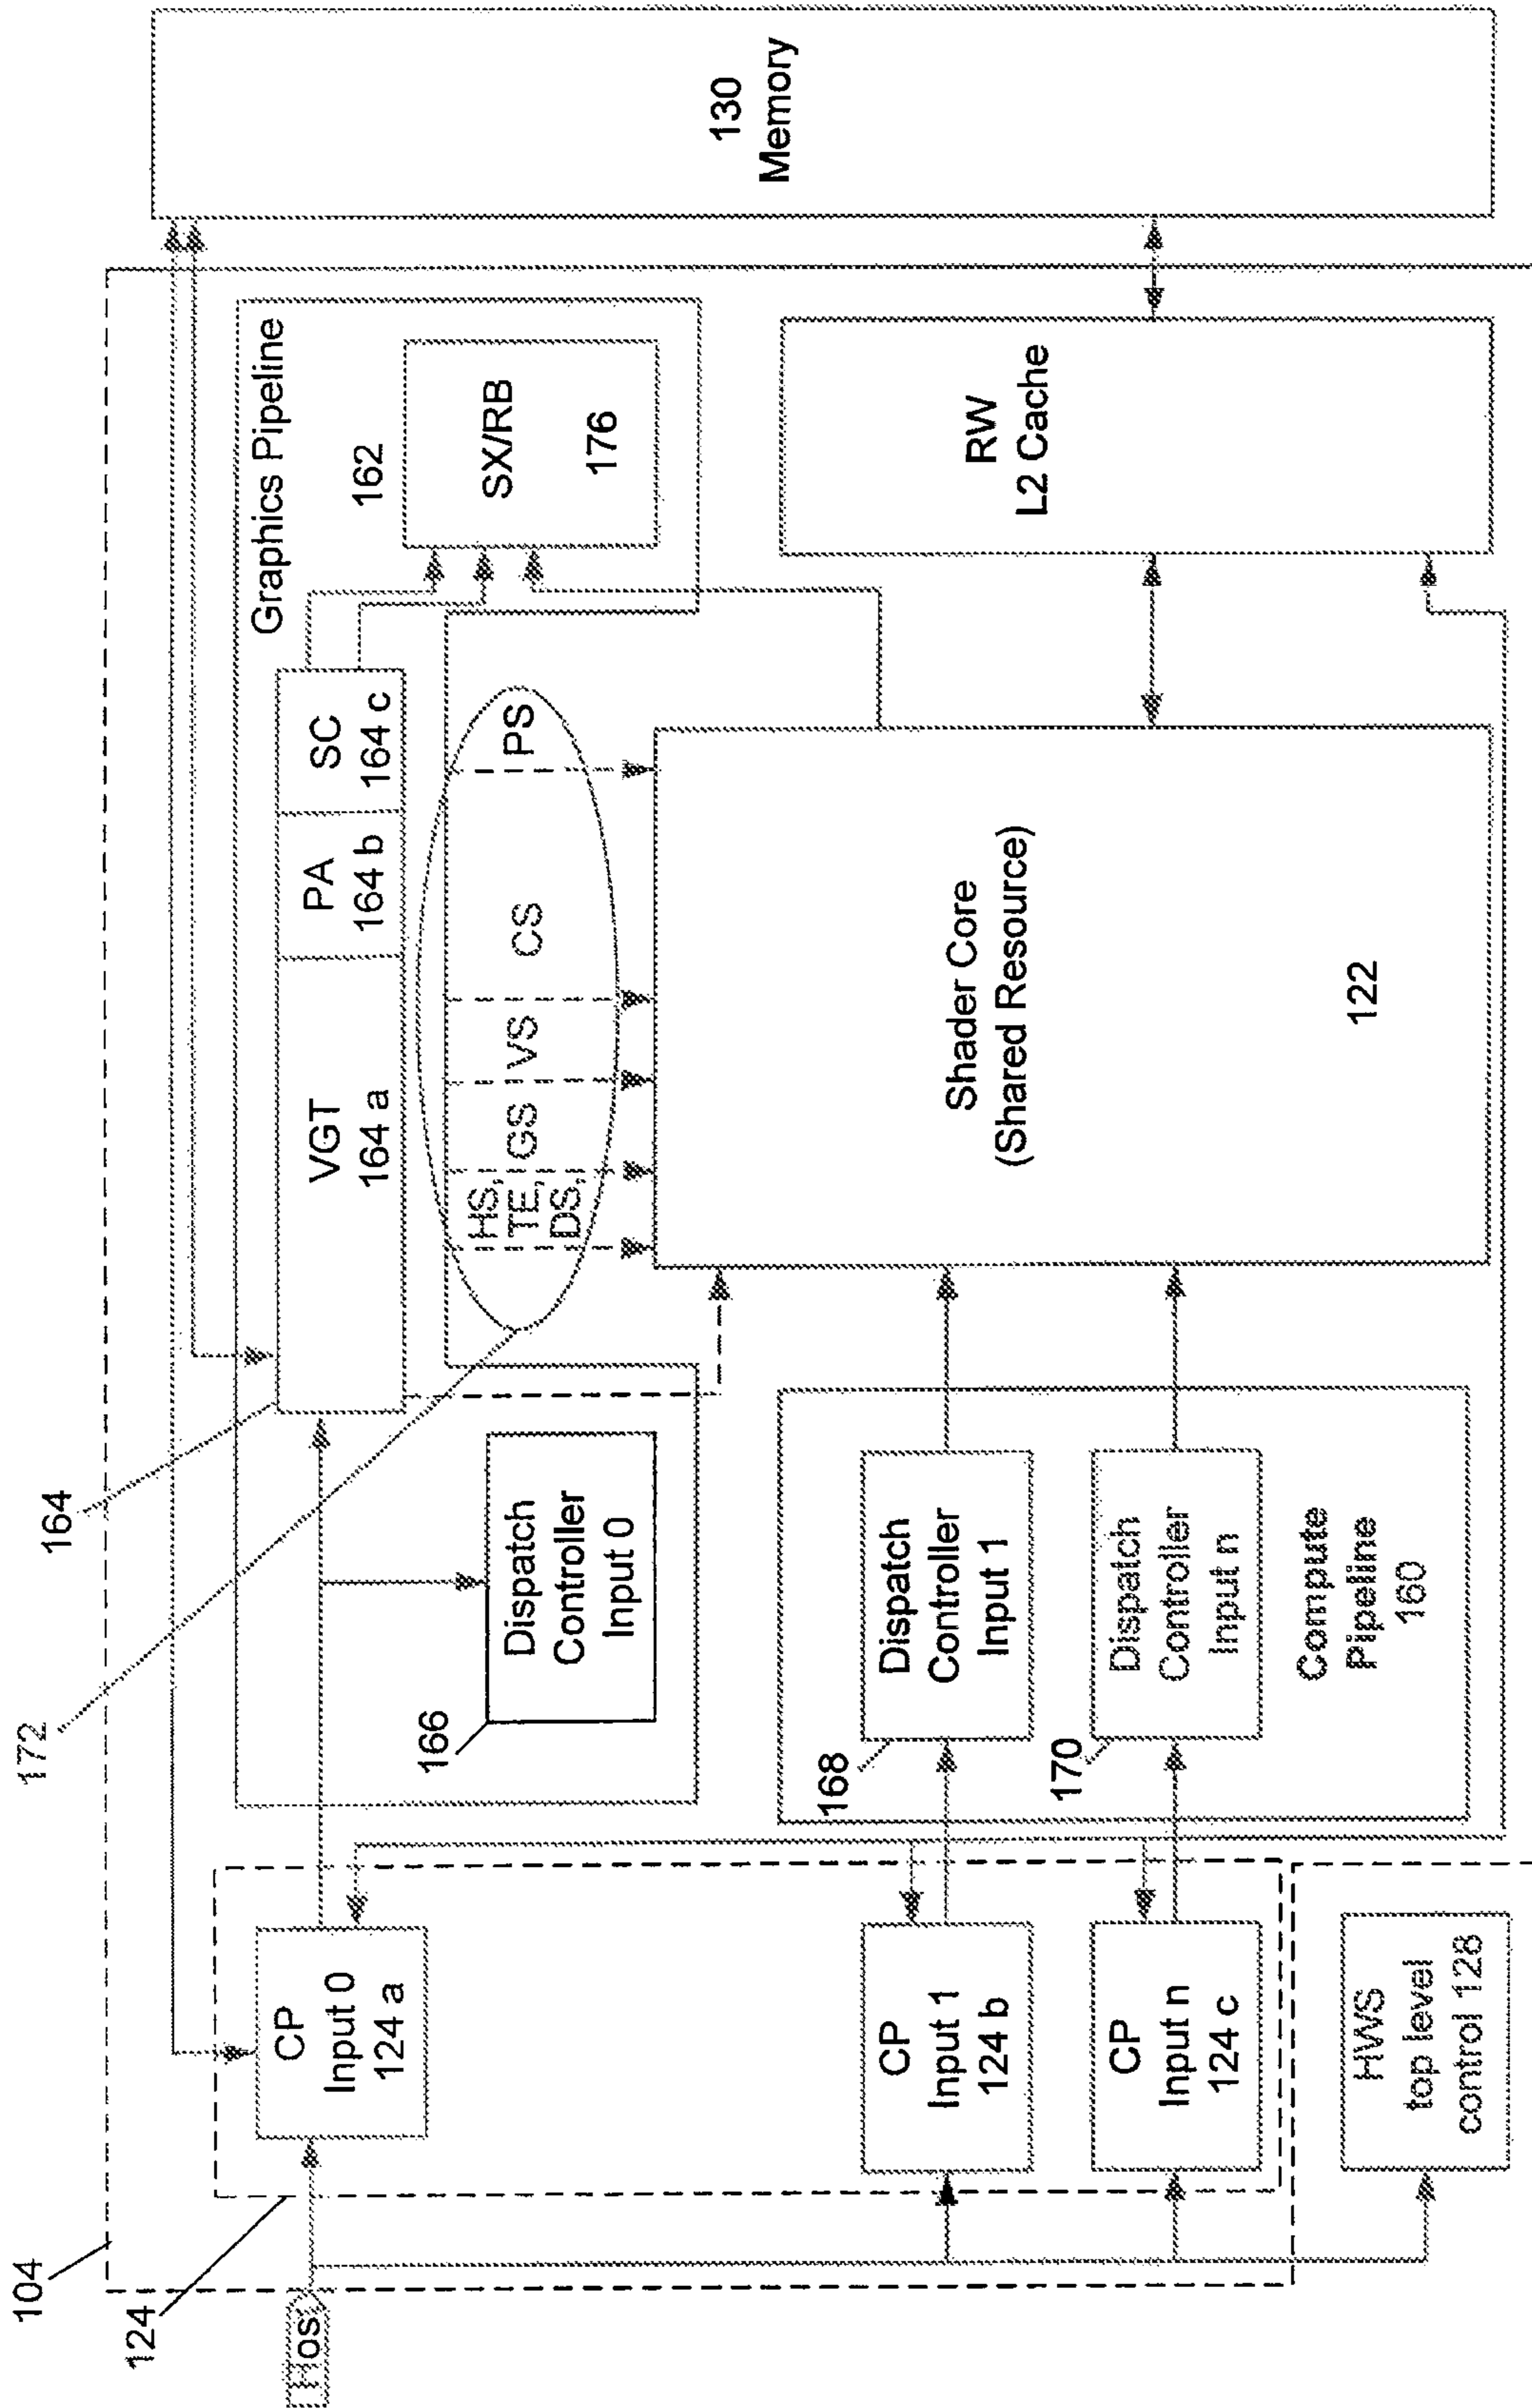 104
124
172
164
Host
CP
Input 0
124 a
CP
Input 1
124 b
CP
Input n
124 c
HWS
top level
control 128
166
Dispatch
Controller
Input 0
168
Dispatch
Controller
Input 1
170
Dispatch
Controller
Input n
Compute
Pipeline
160
VGT
164 a
PA
164 b
SC
164 c
Graphics Pipeline
162
SX/RB
176
HS,
TE,
DS,
GS
VS
CS
PS
Shader Core
(Shared Resource)
122
RW
L2 Cache
130
Memory